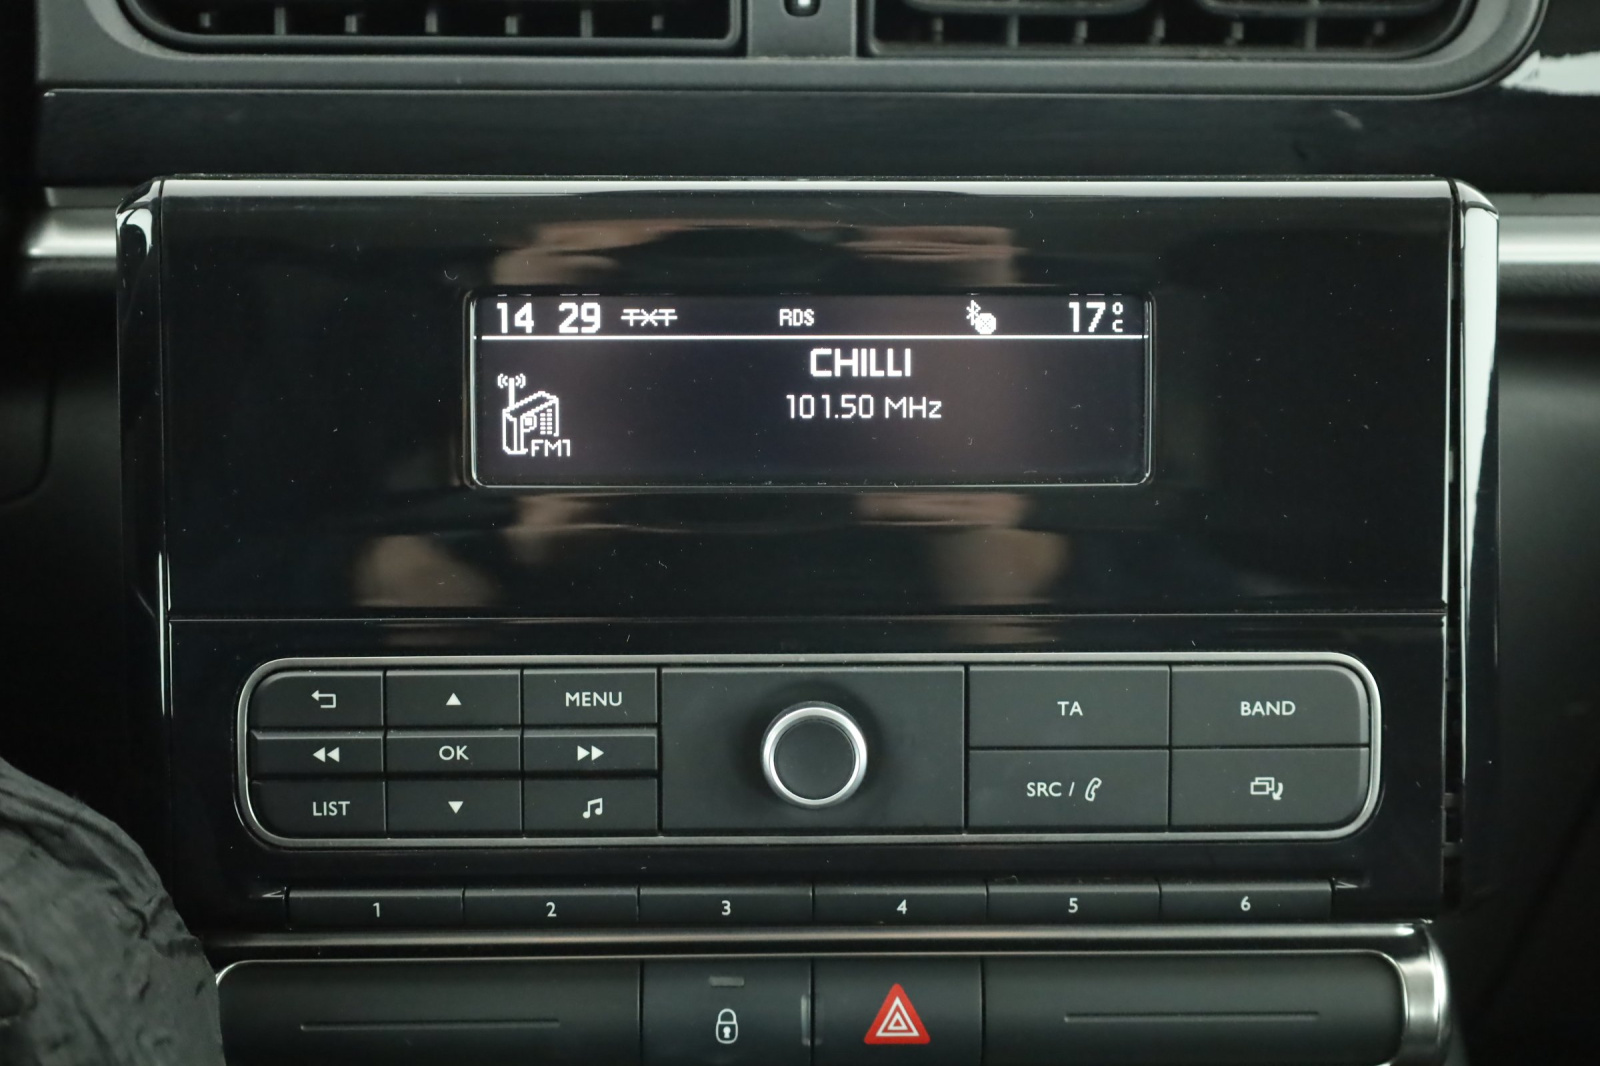 14 29 TXT RDS 17°C
CHILLI
101.50 MHz
FM1
MENU
TA
BAND
OK
SRC /
LIST
1 2 3 4 5 6